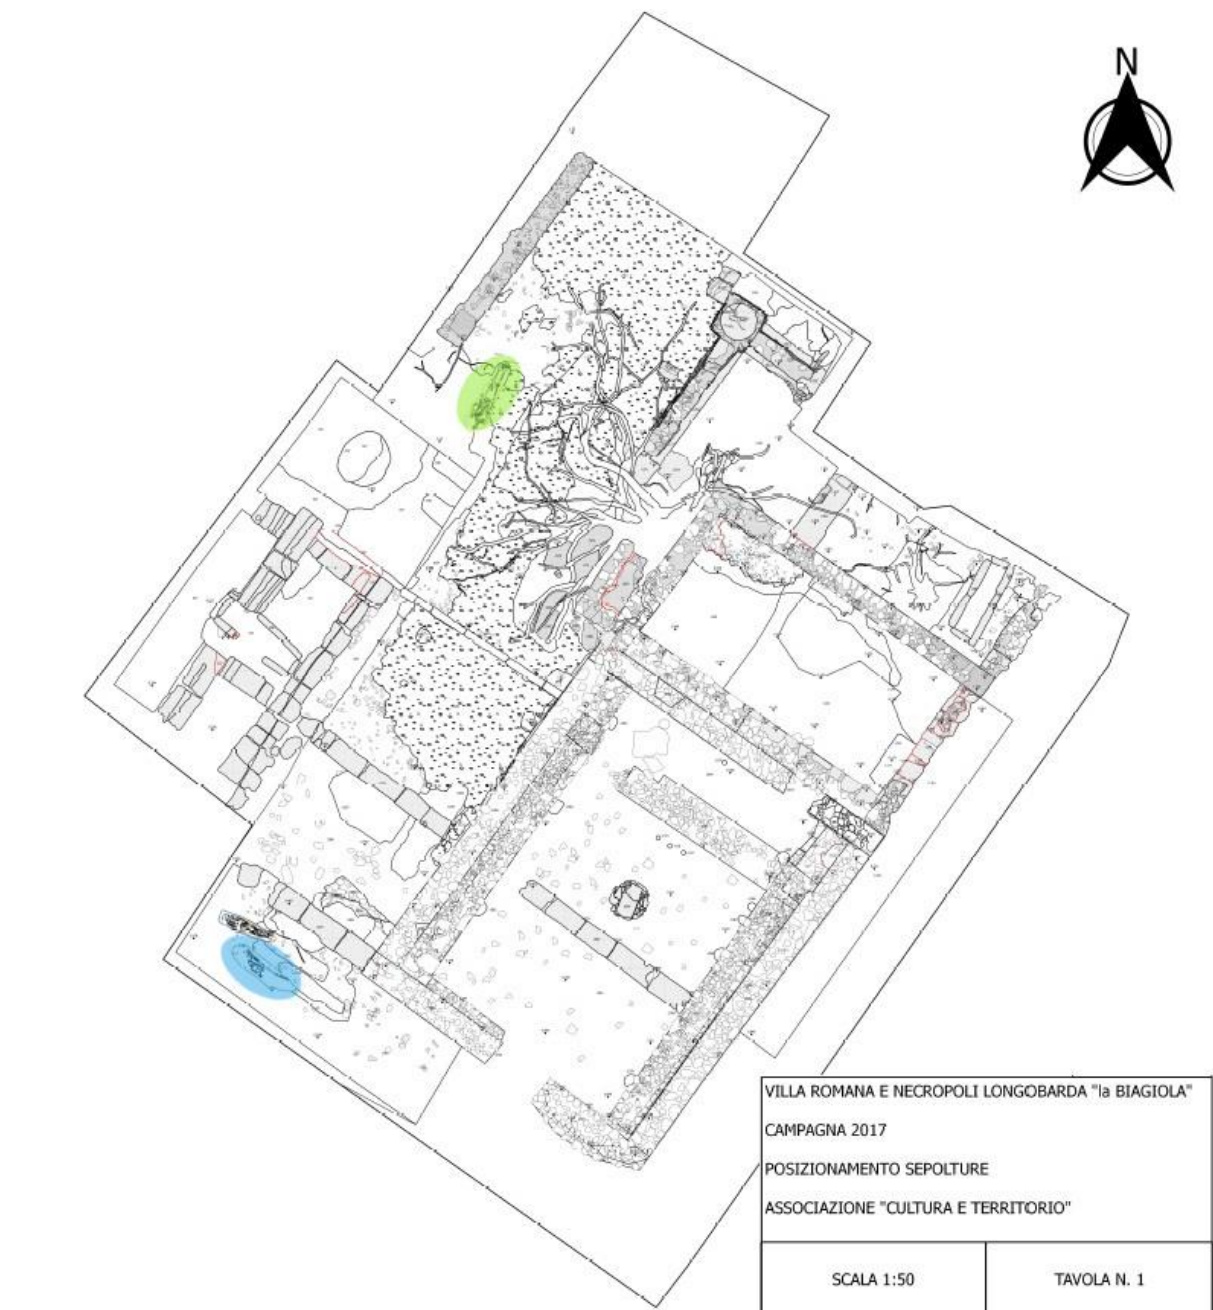 N
VILLA ROMANA E NECROPOLI LONGOBARDA "la BIAGIOLA"
CAMPAGNA 2017
POSIZIONAMENTO SEPOLTURE
ASSOCIAZIONE "CULTURA E TERRITORIO"
SCALA 1:50
TAVOLA N. 1